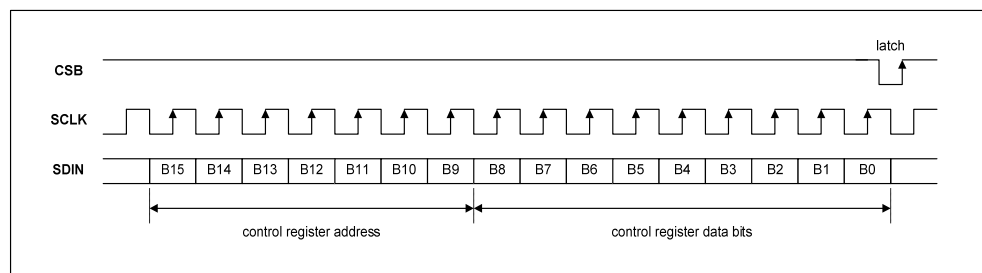 latch
CSB
SCLK
SDIN B15 B14 B13 B12 B11 B10 B9 B8 B7 B6 B5 B4 B3 B2 B1 B0
control register address control register data bits